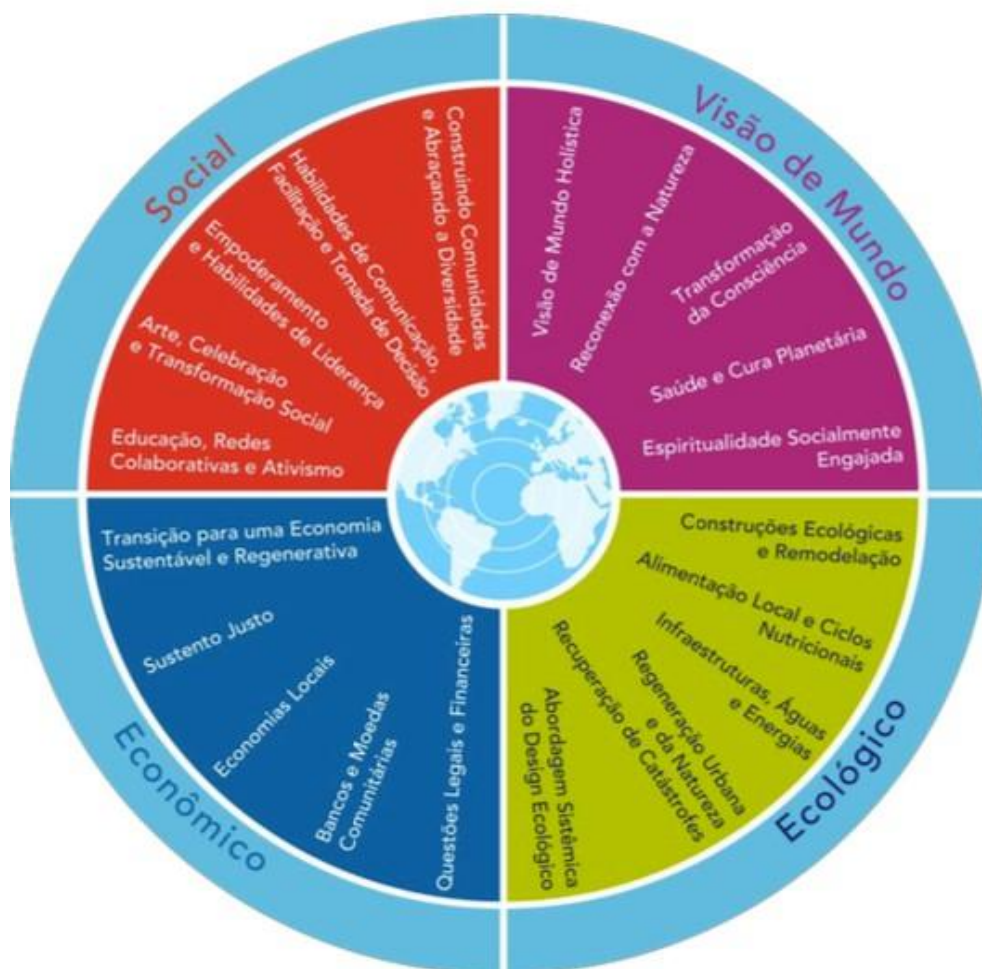 Social
Construindo Comunidades
e Abraçando a Diversidade
Habilidades de Comunicação,
Facilitação e Tomada de Decisão
Empoderamento
e Habilidades de Liderança
Arte, Celebração
e Transformação Social
Educação, Redes
Colaborativas e Ativismo
Visão de Mundo
Visão de Mundo Holística
Reconexão com a Natureza
Transformação
da Consciência
Saúde e Cura Planetária
Espiritualidade Socialmente
Engajada
Ecológico
Construções Ecológicas
e Remodelação
Alimentação Local e Ciclos
Nutricionais
Infraestruturas, Águas
e Energias
Regeneração Urbana
e da Natureza
Recuperação de Catástrofes
Abordagem Sistêmica
do Design Ecológico
Econômico
Transição para uma Economia
Sustentável e Regenerativa
Sustento Justo
Economias Locais
Bancos e Moedas
Comunitárias
Questões Legais e Financeiras